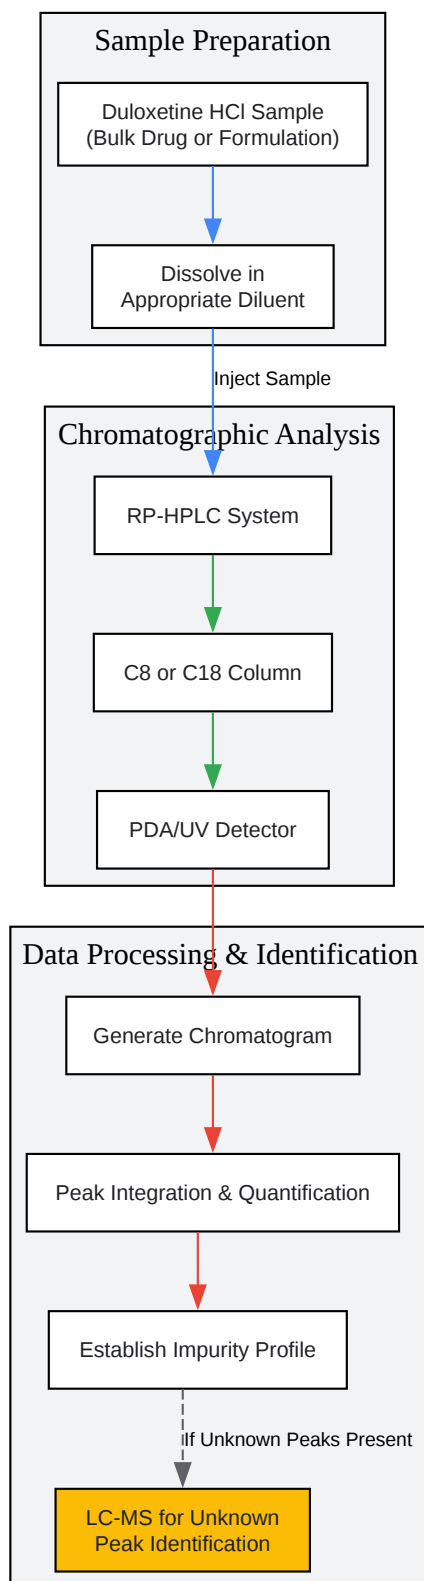 Sample Preparation
Duloxetine HCl Sample
(Bulk Drug or Formulation)
Dissolve in
Appropriate Diluent
Inject Sample
Chromatographic Analysis
RP-HPLC System
C8 or C18 Column
PDA/UV Detector
Data Processing & Identification
Generate Chromatogram
Peak Integration & Quantification
Establish Impurity Profile
If Unknown Peaks Present
LC-MS for Unknown
Peak Identification